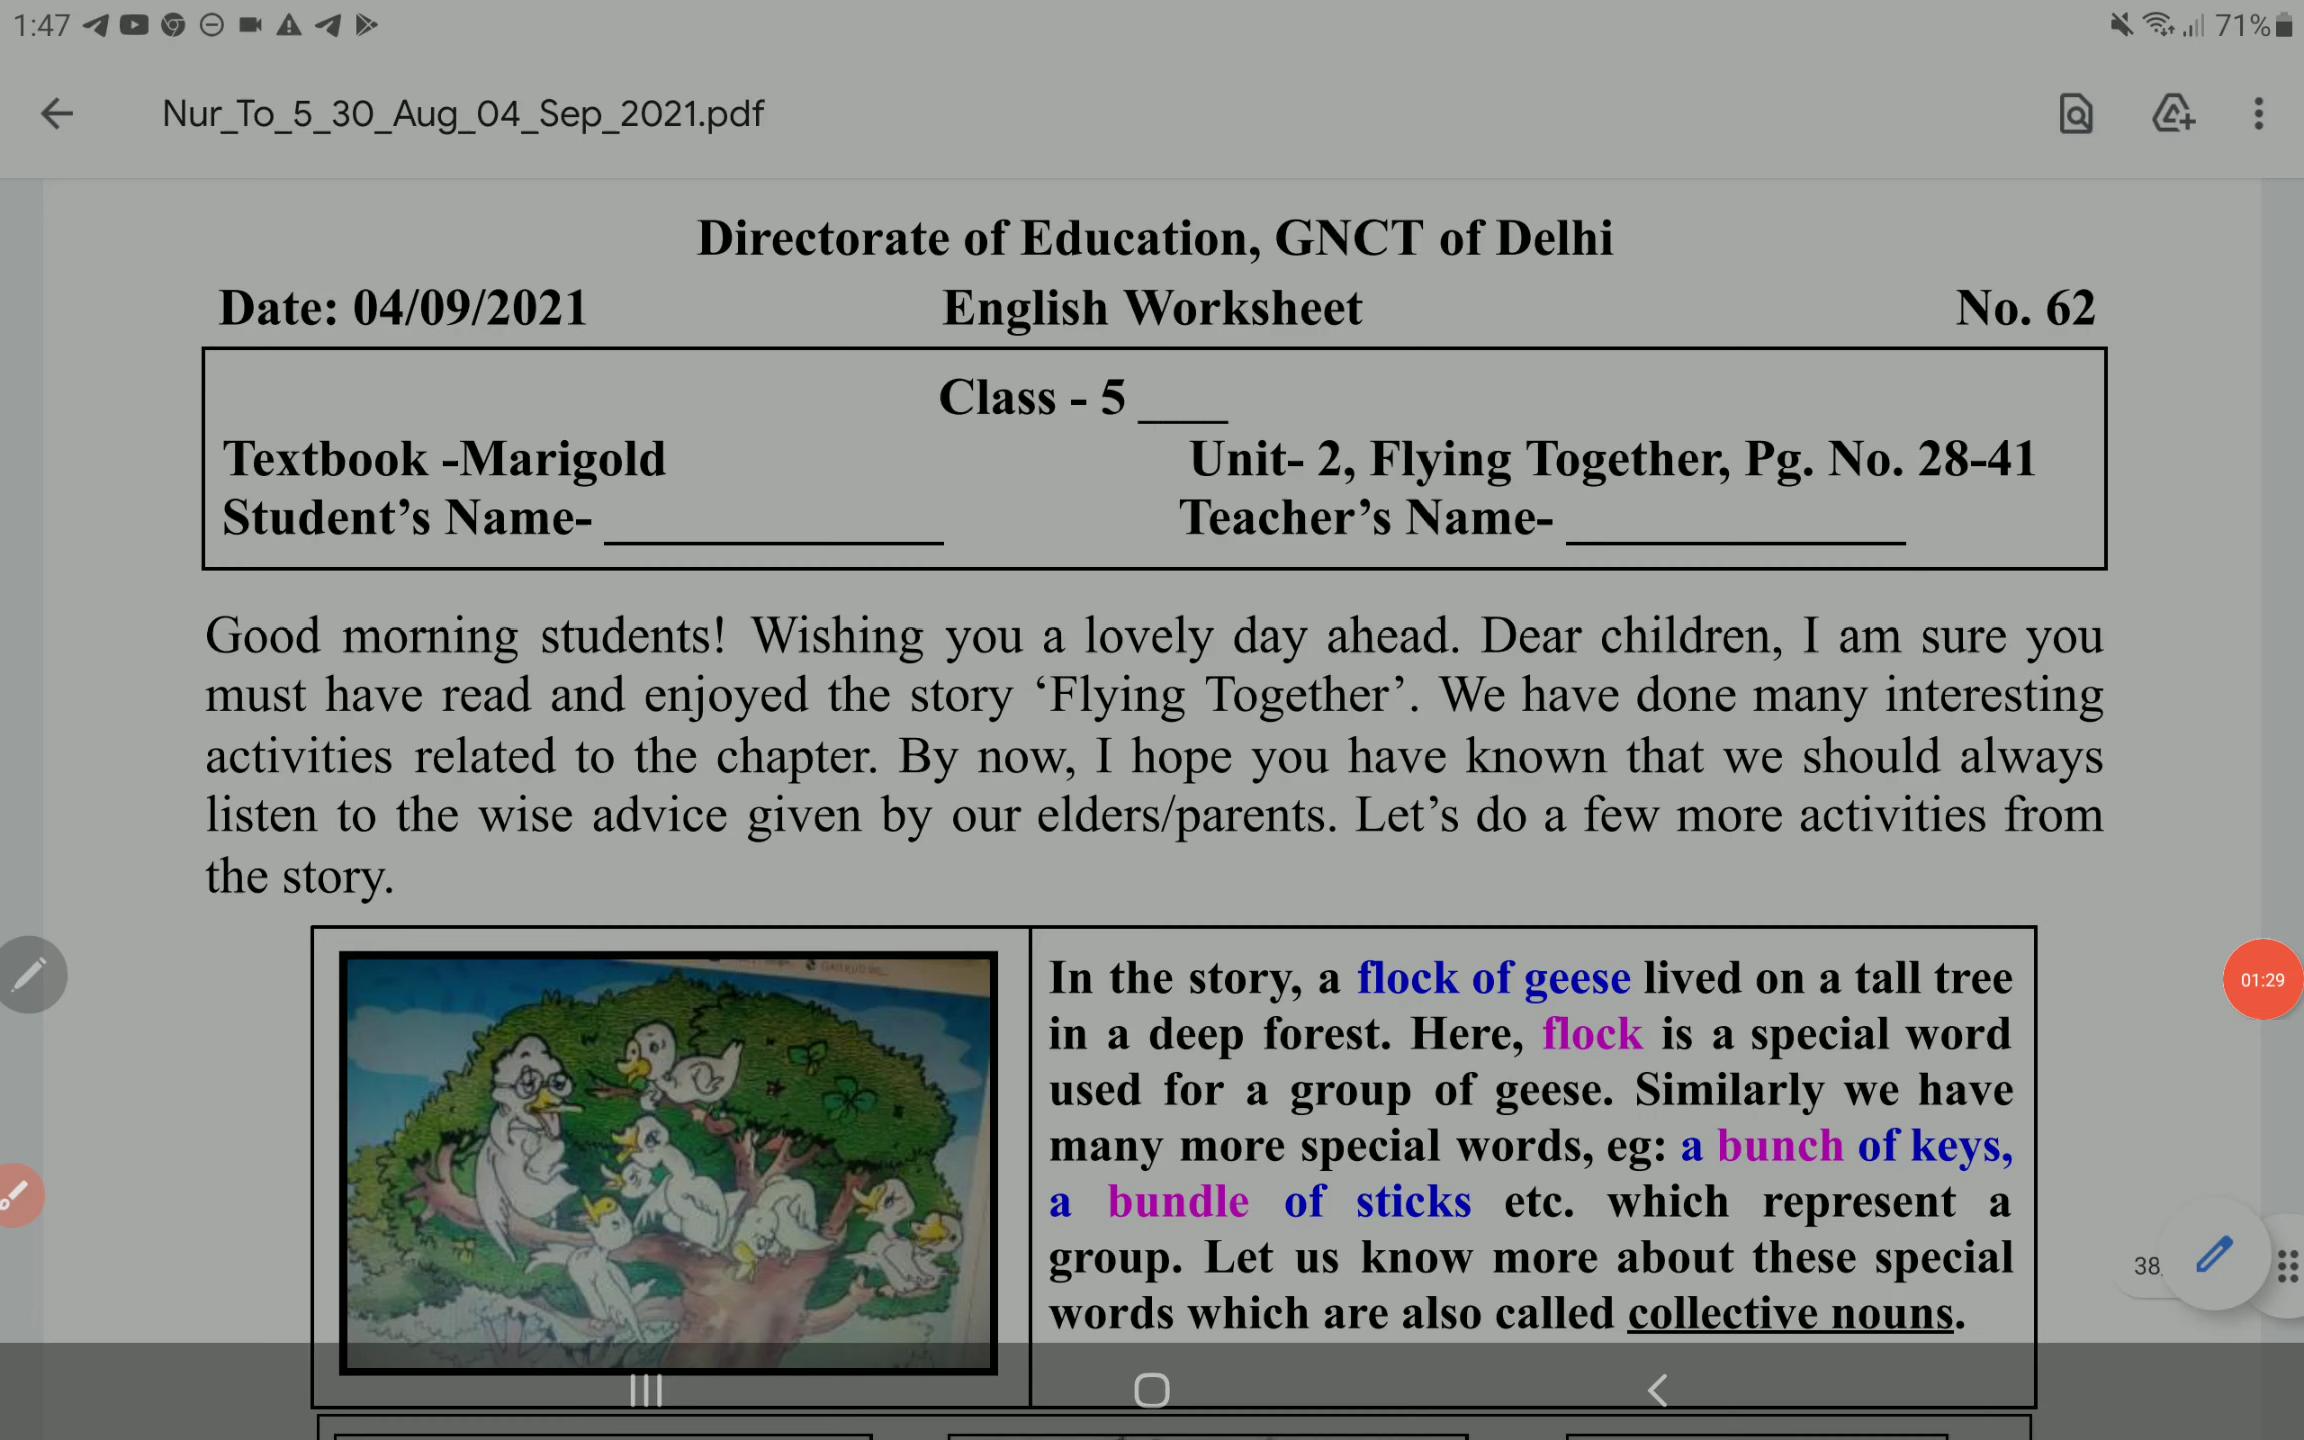 1:47
71%
Nur_To_5_30_Aug_04_Sep_2021.pdf
Directorate of Education, GNCT of Delhi
Date: 04/09/2021 English Worksheet No. 62
Class - 5 ____
Textbook -Marigold Unit- 2, Flying Together, Pg. No. 28-41
Student’s Name- ______________ Teacher’s Name- ______________
Good morning students! Wishing you a lovely day ahead. Dear children, I am sure you
must have read and enjoyed the story ‘Flying Together’. We have done many interesting
activities related to the chapter. By now, I hope you have known that we should always
listen to the wise advice given by our elders/parents. Let’s do a few more activities from
the story.
In the story, a flock of geese lived on a tall tree
in a deep forest. Here, flock is a special word
used for a group of geese. Similarly we have
many more special words, eg: a bunch of keys,
a bundle of sticks etc. which represent a
group. Let us know more about these special
words which are also called collective nouns.
01:29
38